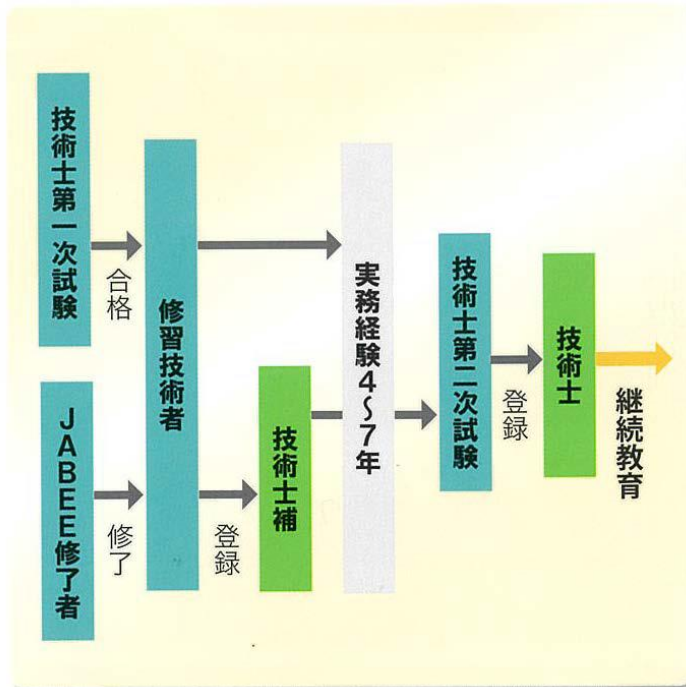 技術士第一次試験
合格
JABEE修了者
修了
修習技術者
登録
技術士補
実務経験4〜7年
技術士第二次試験
登録
技術士
継続教育